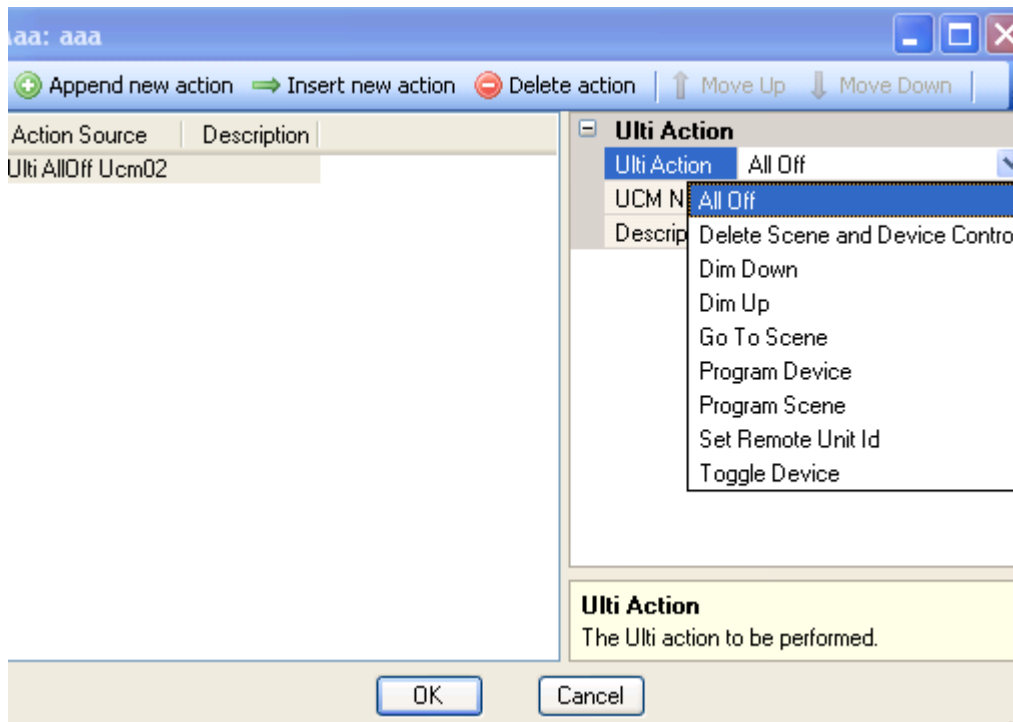 aaa: aaa
Append new action Insert new action Delete action Move Up Move Down
Action Source Description
Ulti AllOff Ucm02
Ulti Action
Ulti Action All Off
UCM N
Descrip
All Off
Delete Scene and Device Contro
Dim Down
Dim Up
Go To Scene
Program Device
Program Scene
Set Remote Unit Id
Toggle Device
Ulti Action
The Ulti action to be performed.
OK Cancel